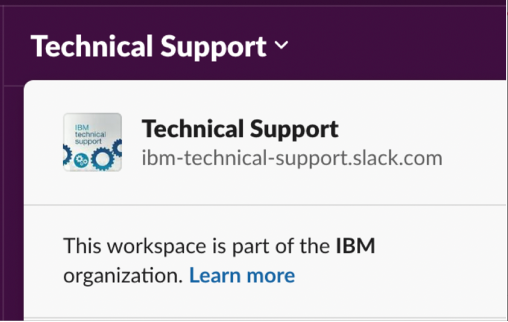 Technical Support
IBM
technical
support
Technical Support
ibm-technical-support.slack.com
This workspace is part of the IBM
organization. Learn more